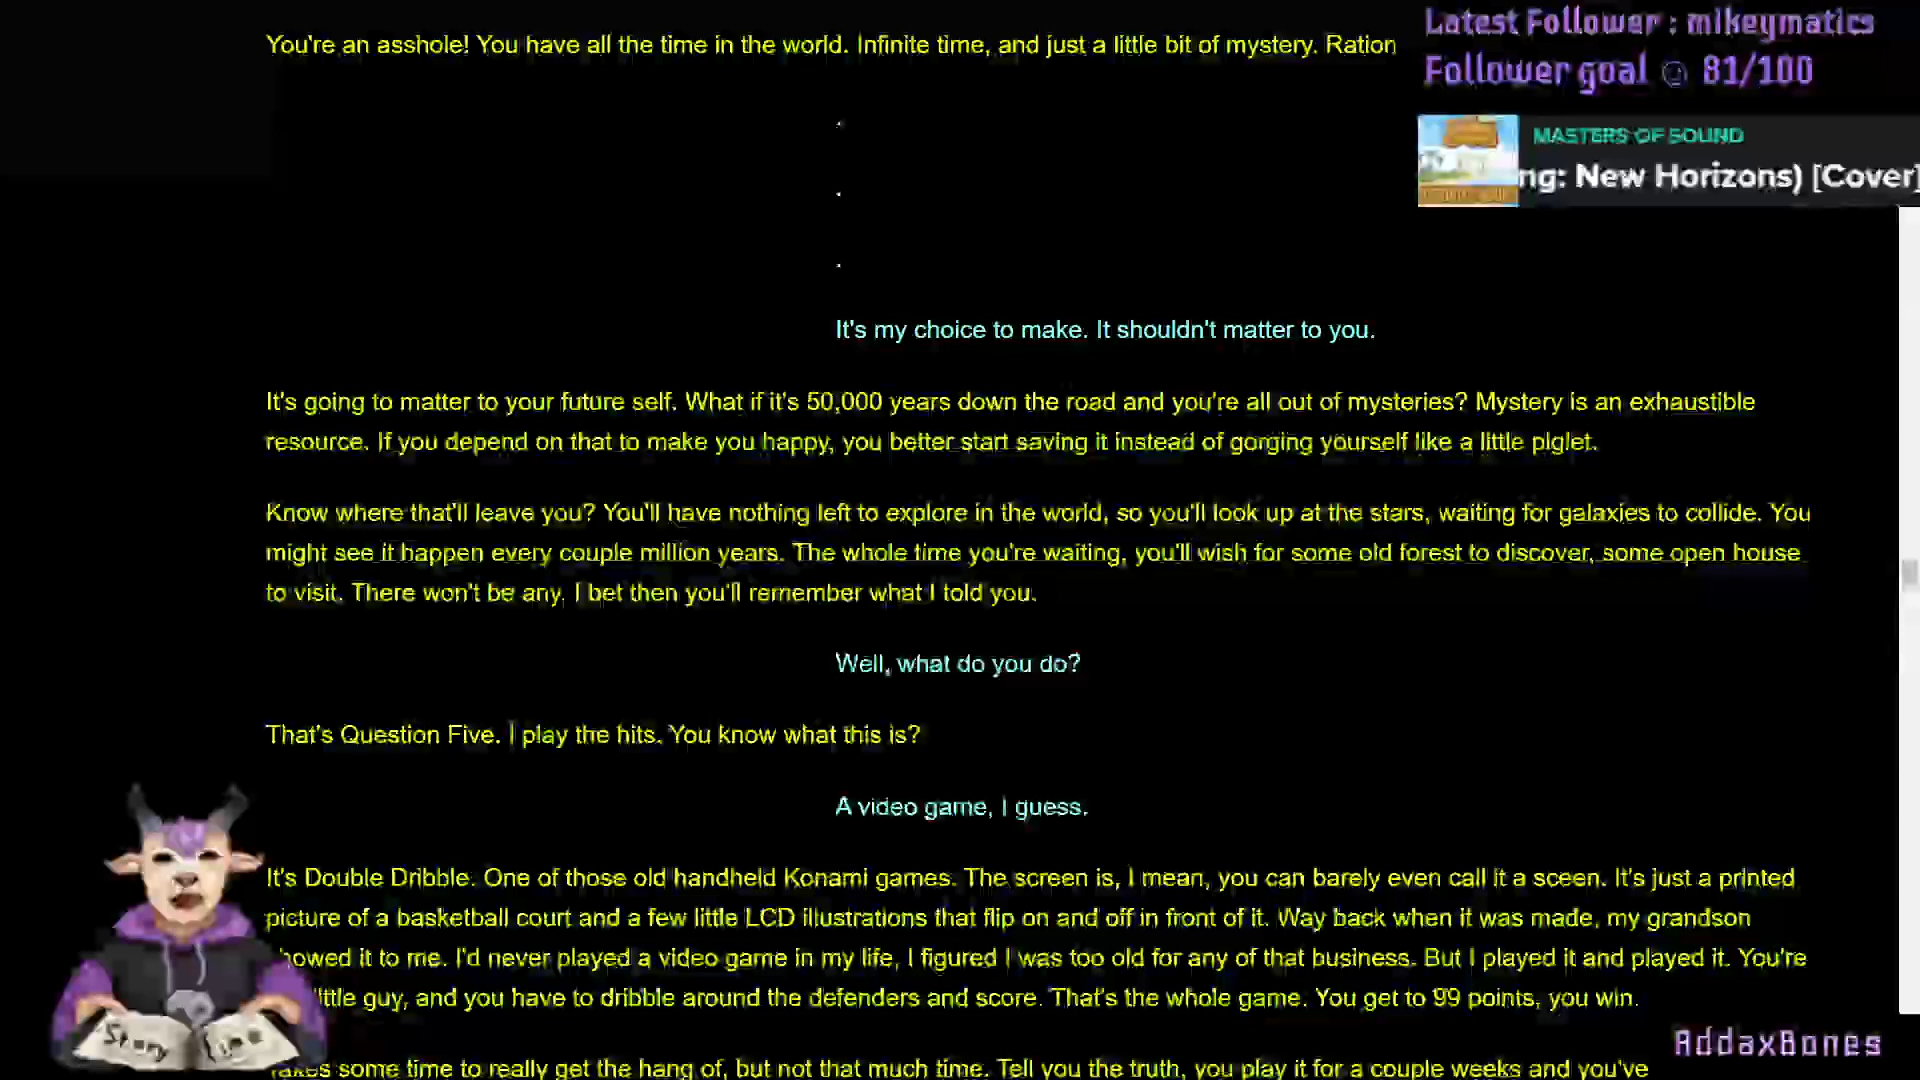 Latest Follower : mikeymatics
You're an asshole! You have all the time in the world. Infinite time, and just a little bit of mystery. Ration
Follower goal @ 81/100
MASTERS OF SOUND
ng: New Horizons) [Cover]
.
.
.
It's my choice to make. It shouldn't matter to you.
It's going to matter to your future self. What if it's 50,000 years down the road and you're all out of mysteries? Mystery is an exhaustible
resource. If you depend on that to make you happy, you better start saving it instead of gorging yourself like a little piglet.
Know where that'll leave you? You'll have nothing left to explore in the world, so you'll look up at the stars, waiting for galaxies to collide. You
might see it happen every couple million years. The whole time you're waiting, you'll wish for some old forest to discover, some open house
to visit. There won't be any. I bet then you'll remember what I told you.
Well, what do you do?
That's Question Five. I play the hits. You know what this is?
A video game, I guess.
It's Double Dribble. One of those old handheld Konami games. The screen is, I mean, you can barely even call it a sceen. It's just a printed
picture of a basketball court and a few little LCD illustrations that flip on and off in front of it. Way back when it was made, my grandson
howed it to me. I'd never played a video game in my life, I figured I was too old for any of that business. But I played it and played it. You're
little guy, and you have to dribble around the defenders and score. That's the whole game. You get to 99 points, you win.
Story Time
AddaxBones
some time to really get the hang of, but not that much time. Tell you the truth, you play it for a couple weeks and you've